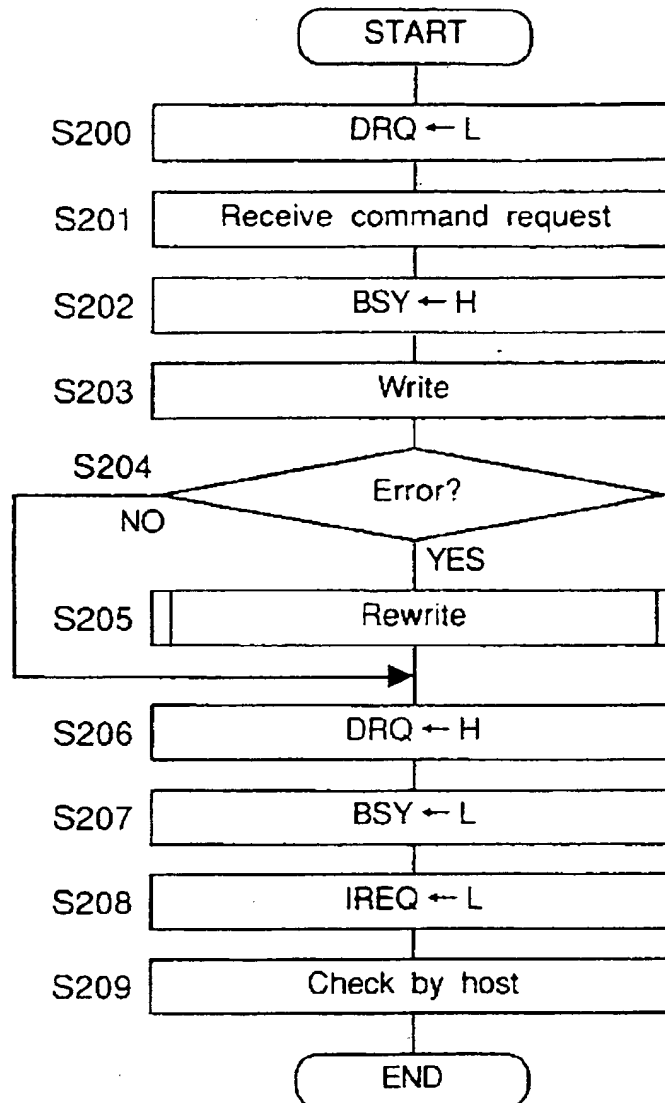 START
S200 DRQ ← L
S201 Receive command request
S202 BSY ← H
S203 Write
S204 Error?
NO
YES
S205 Rewrite
S206 DRQ ← H
S207 BSY ← L
S208 IREQ ← L
S209 Check by host
END